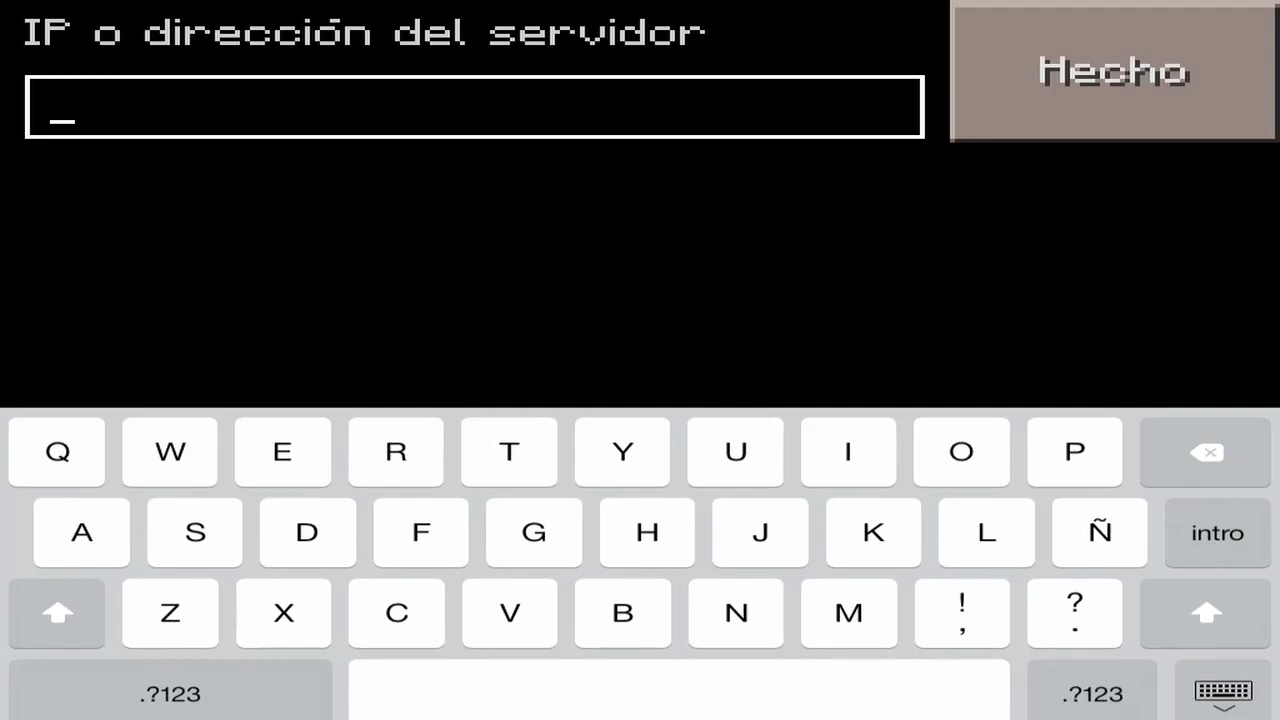 IP o dirección del servidor
Hecho
_
Q W E R T Y U I O P
A S D F G H J K L Ñ intro
Z X C V B N M ! , ? .
.?123 .?123